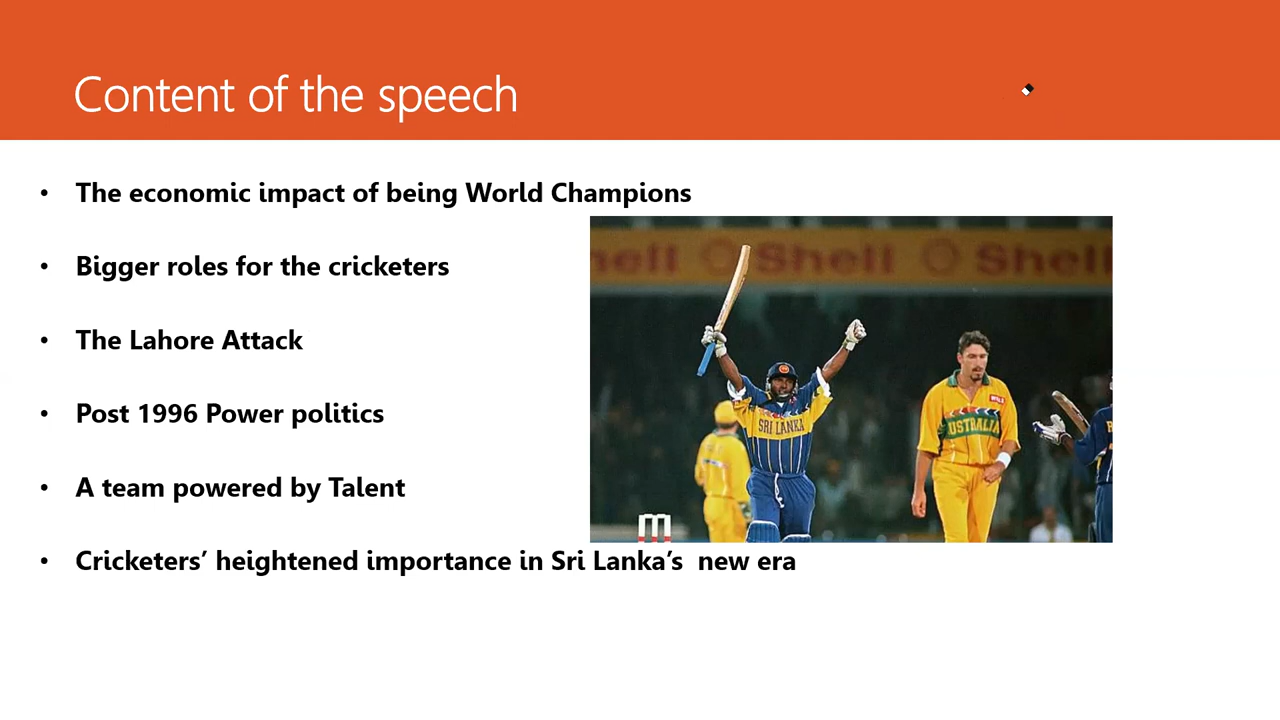 Content of the speech
• The economic impact of being World Champions
• Bigger roles for the cricketers
• The Lahore Attack
• Post 1996 Power politics
• A team powered by Talent
• Cricketers’ heightened importance in Sri Lanka’s  new era
hell Shell Shell
SRI LANKA
USTRALIA